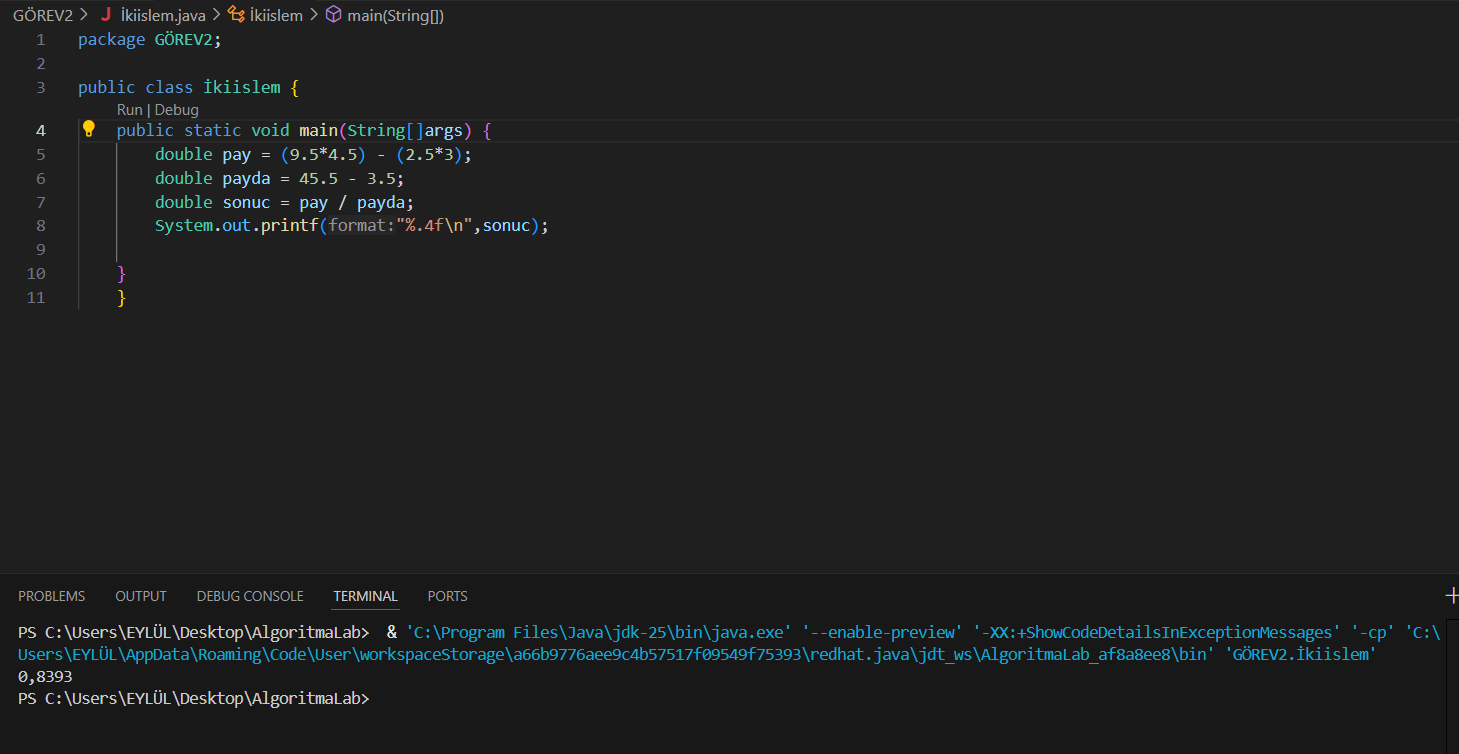 GÖREV2 > J İkiislem.java > İkiislem > main(String[])
1 package GÖREV2;
2
3 public class İkiislem {
Run | Debug
4 public static void main(String[]args) {
5 double pay = (9.5*4.5) - (2.5*3);
6 double payda = 45.5 - 3.5;
7 double sonuc = pay / payda;
8 System.out.printf(format:"%.4f\n",sonuc);
9
10 }
11 }
PROBLEMS OUTPUT DEBUG CONSOLE TERMINAL PORTS
PS C:\Users\EYLÜL\Desktop\AlgoritmaLab> & 'C:\Program Files\Java\jdk-25\bin\java.exe' '--enable-preview' '-XX:+ShowCodeDetailsInExceptionMessages' '-cp' 'C:\
Users\EYLÜL\AppData\Roaming\Code\User\workspaceStorage\a66b9776aee9c4b57517f09549f75393\redhat.java\jdt_ws\AlgoritmaLab_af8a8ee8\bin' 'GÖREV2.İkiislem'
0,8393
PS C:\Users\EYLÜL\Desktop\AlgoritmaLab>